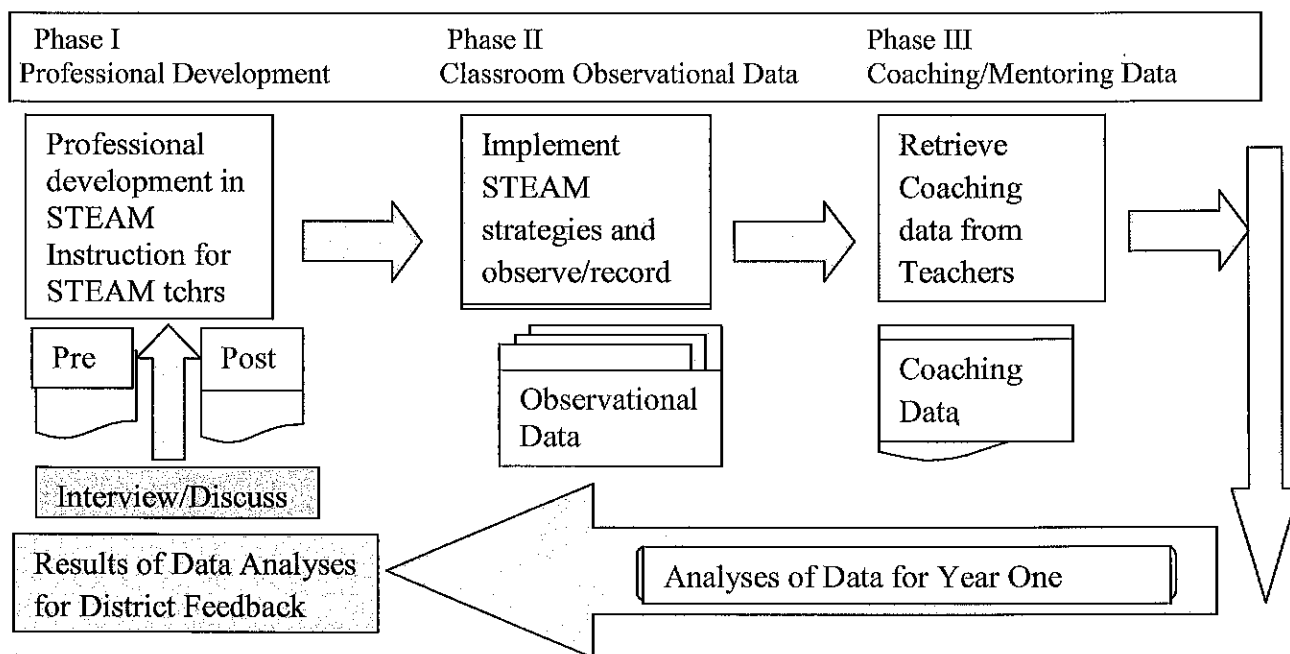 Phase I
Professional Development
Phase II
Classroom Observational Data
Phase III
Coaching/Mentoring Data
Professional
development in
STEAM
Instruction for
STEAM tchrs
Implement
STEAM
strategies and
observe/record
Retrieve
Coaching
data from
Teachers
Pre
Post
Observational
Data
Coaching
Data
Interview/Discuss
Results of Data Analyses
for District Feedback
Analyses of Data for Year One